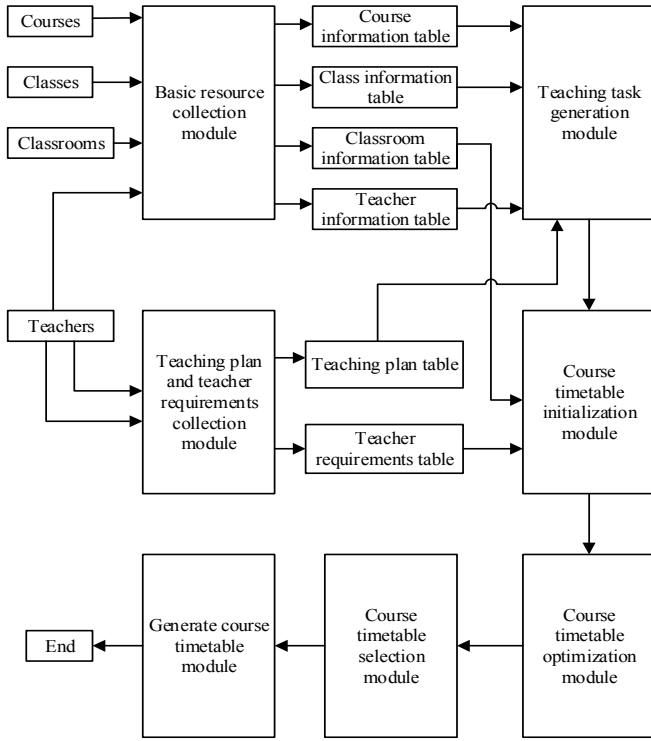 Courses
Classes
Classrooms
Basic resource
collection
module
Course
information table
Class information
table
Classroom
information table
Teacher
information table
Teaching task
generation
module
Teachers
Teaching plan
and teacher
requirements
collection
module
Teaching plan table
Teacher
requirements table
Course
timetable
initialization
module
End
Generate course
timetable
module
Course
timetable
selection
module
Course
timetable
optimization
module